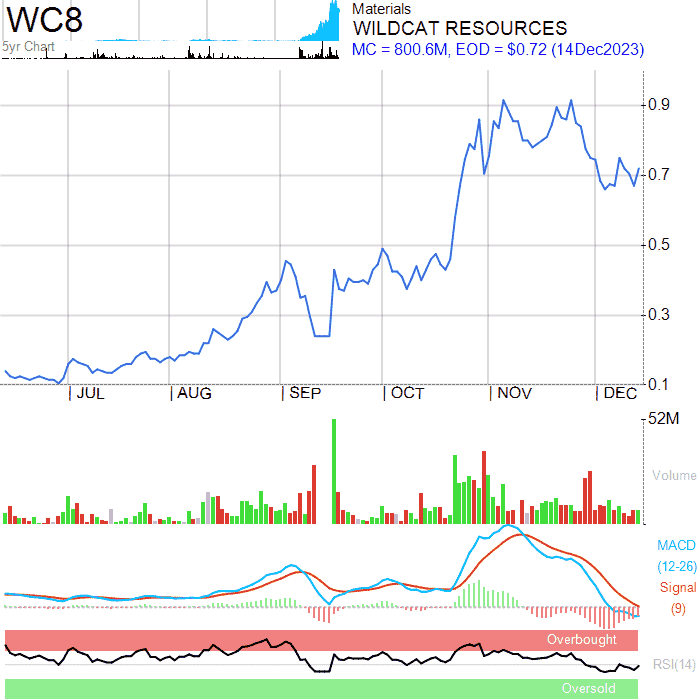 WC8
5yr Chart
Materials
WILDCAT RESOURCES
MC = 800.6M, EOD = $0.72 (14Dec2023)
0.9
0.7
0.5
0.3
0.1
JUL AUG SEP OCT NOV DEC
52M
Volume
MACD
(12-26)
Signal
(9)
Overbought
RSI(14)
Oversold